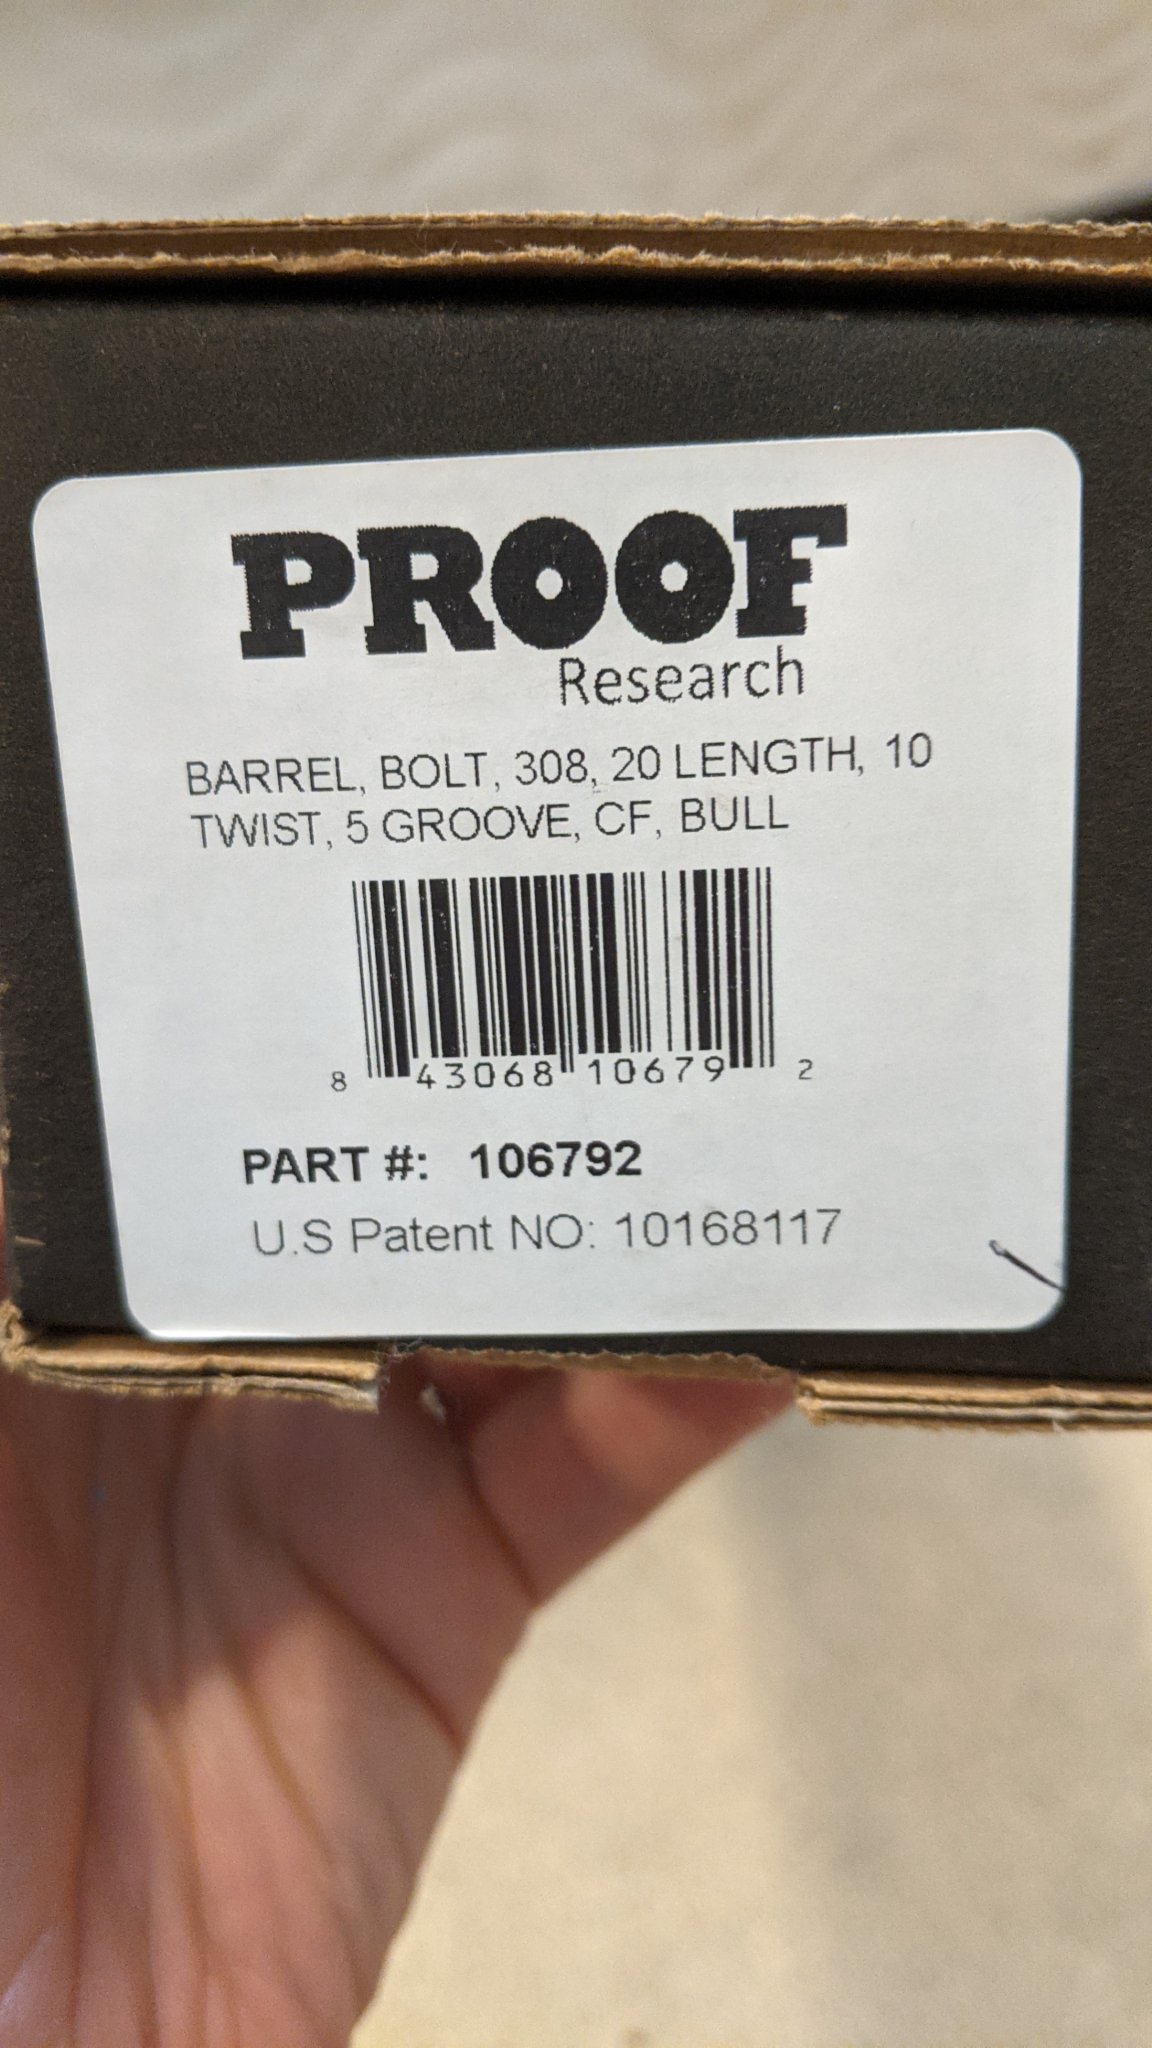 PROOF
Research
BARREL, BOLT, 308, 20 LENGTH, 10
TWIST, 5 GROOVE, CF, BULL
8 43068 10679 2
PART #: 106792
U.S Patent NO: 10168117